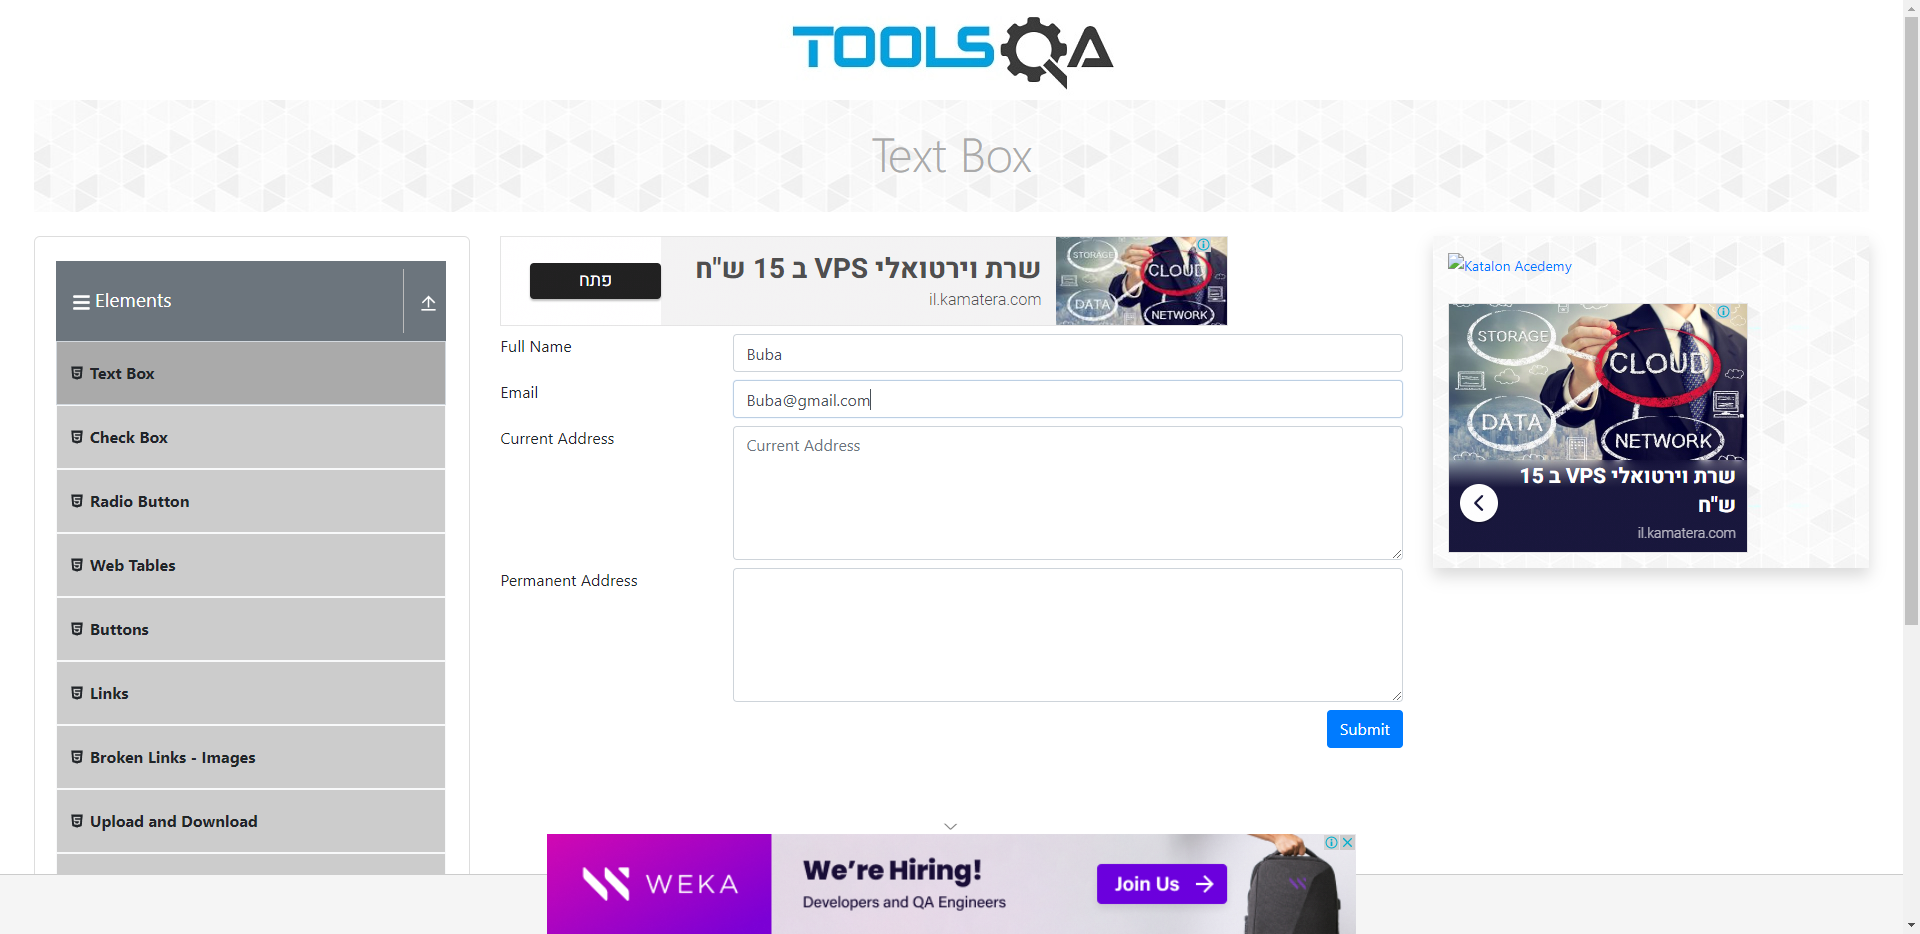 TOOLSQA
Text Box
Elements
Text Box
Check Box
Radio Button
Web Tables
Buttons
Links
Broken Links - Images
Upload and Download
פתח
שרת וירטואלי VPS ב 15 ש"ח
il.kamatera.com
STORAGE
CLOUD
DATA
NETWORK
Full Name
Buba
Email
Buba@gmail.com
Current Address
Current Address
Permanent Address
Submit
Katalon Acedemy
STORAGE
CLOUD
DATA
NETWORK
שרת וירטואלי VPS ב 15
ש"ח
il.kamatera.com
WEKA
We're Hiring!
Developers and QA Engineers
Join Us